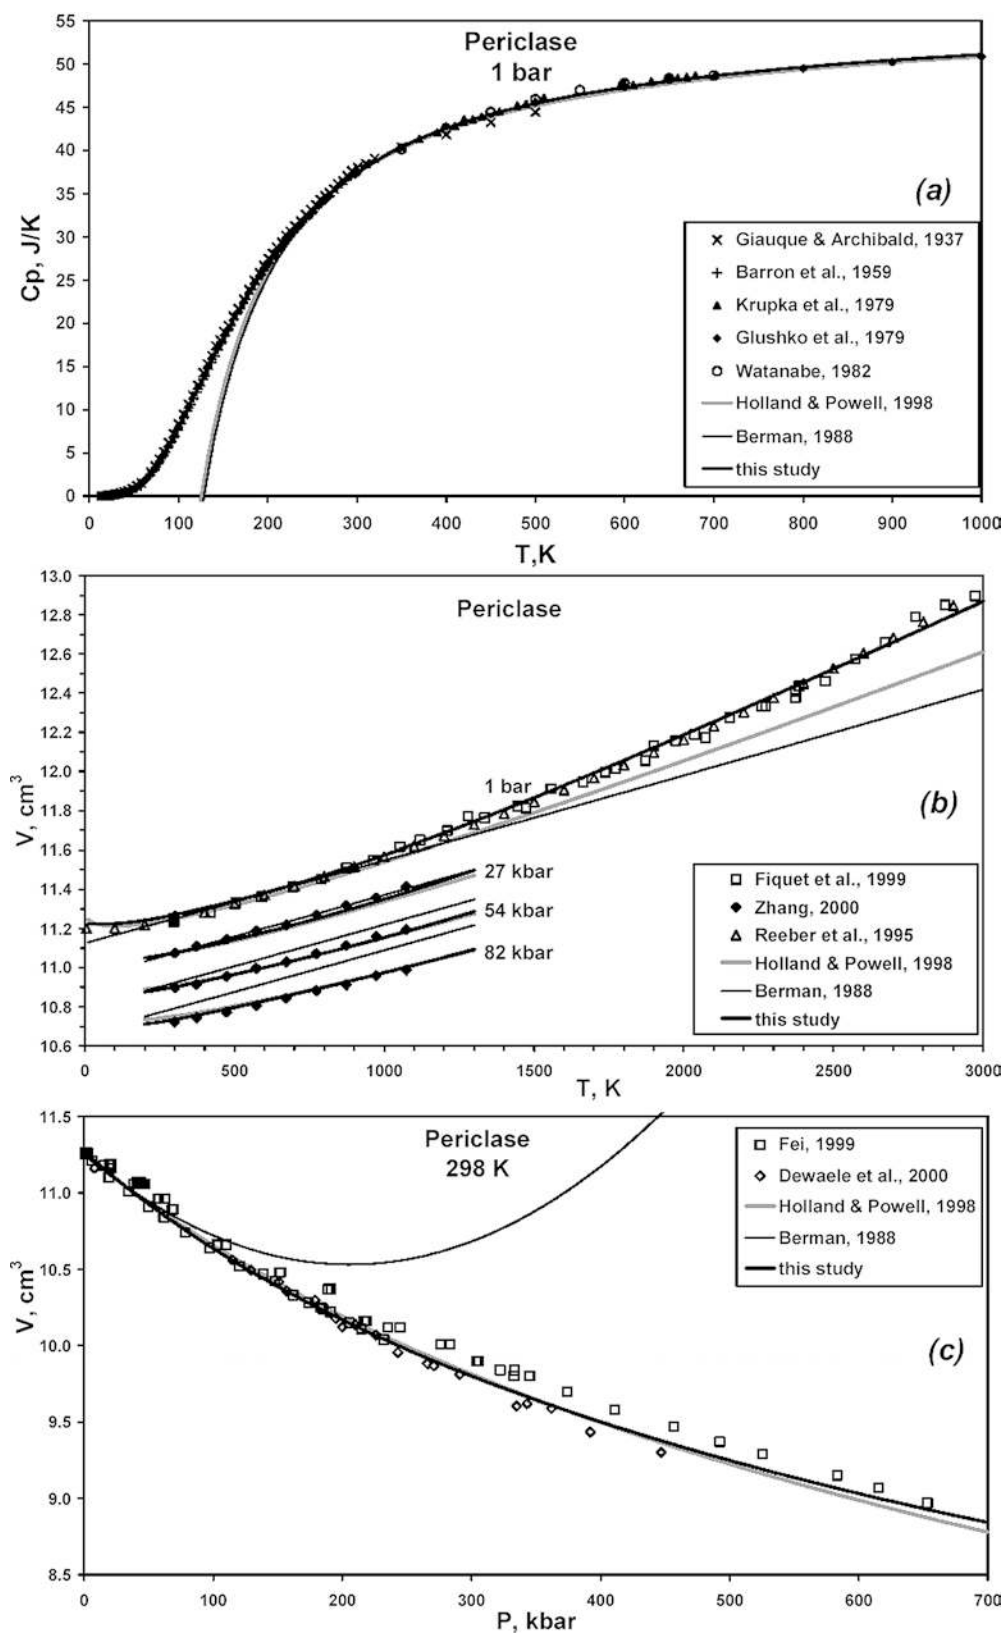 Periclase
1 bar
55
50
45
40
35
30
25
20
15
10
5
0
Cp, J/K
(a)
Giauque & Archibald, 1937
Barron et al., 1959
Krupka et al., 1979
Glushko et al., 1979
Watanabe, 1982
Holland & Powell, 1998
Berman, 1988
this study
0 100 200 300 400 500 600 700 800 900 1000
T,K
Periclase
13.0
12.8
12.6
12.4
12.2
12.0
11.8
11.6
11.4
11.2
11.0
10.8
10.6
V, cm³
1 bar
27 kbar
54 kbar
82 kbar
(b)
Fiquet et al., 1999
Zhang, 2000
Reeber et al., 1995
Holland & Powell, 1998
Berman, 1988
this study
0 500 1000 1500 2000 2500 3000
T, K
Periclase
298 K
11.5
11.0
10.5
10.0
9.5
9.0
8.5
V, cm³
Fei, 1999
Dewaele et al., 2000
Holland & Powell, 1998
Berman, 1988
this study
(c)
0 100 200 300 400 500 600 700
P, kbar